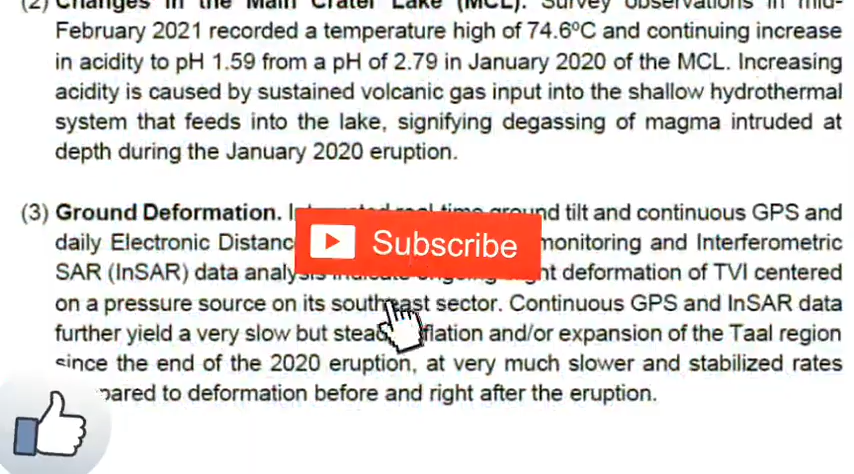 (2) Changes in the Main Crater Lake (MCL). Survey observations in mid-
February 2021 recorded a temperature high of 74.6ºC and continuing increase
in acidity to pH 1.59 from a pH of 2.79 in January 2020 of the MCL. Increasing
acidity is caused by sustained volcanic gas input into the shallow hydrothermal
system that feeds into the lake, signifying degassing of magma intruded at
depth during the January 2020 eruption.
(3) Ground Deformation. ground tilt and continuous GPS and
daily Electronic monitoring and Interferometric
SAR (InSAR) data deformation of TVI centered
on a pressure source on its southeast sector. Continuous GPS and InSAR data
further yield a very slow but and/or expansion of the Taal region
since the end of the 2020 eruption, at very much slower and stabilized rates
to deformation before and right after the eruption.
Subscribe